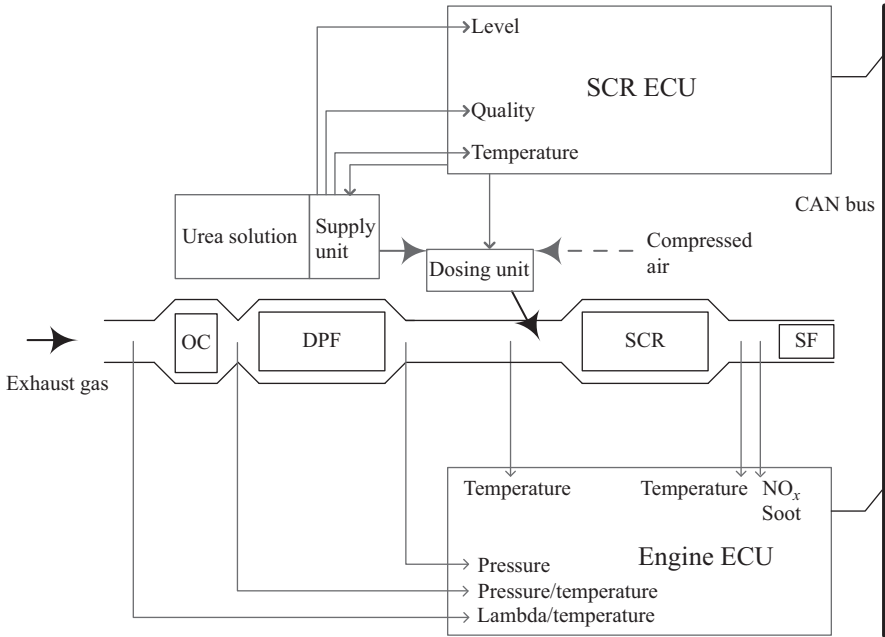 Level
SCR ECU
Quality
Temperature
CAN bus
Urea solution
Supply
unit
Compressed
air
Dosing unit
OC
DPF
SCR
SF
Exhaust gas
Temperature
Temperature
NOx
Soot
Engine ECU
Pressure
Pressure/temperature
Lambda/temperature